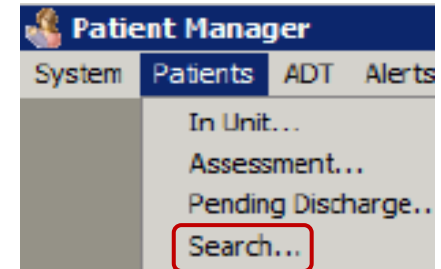 Patient Manager
System Patients ADT Alerts
In Unit...
Assessment...
Pending Discharge..
Search...